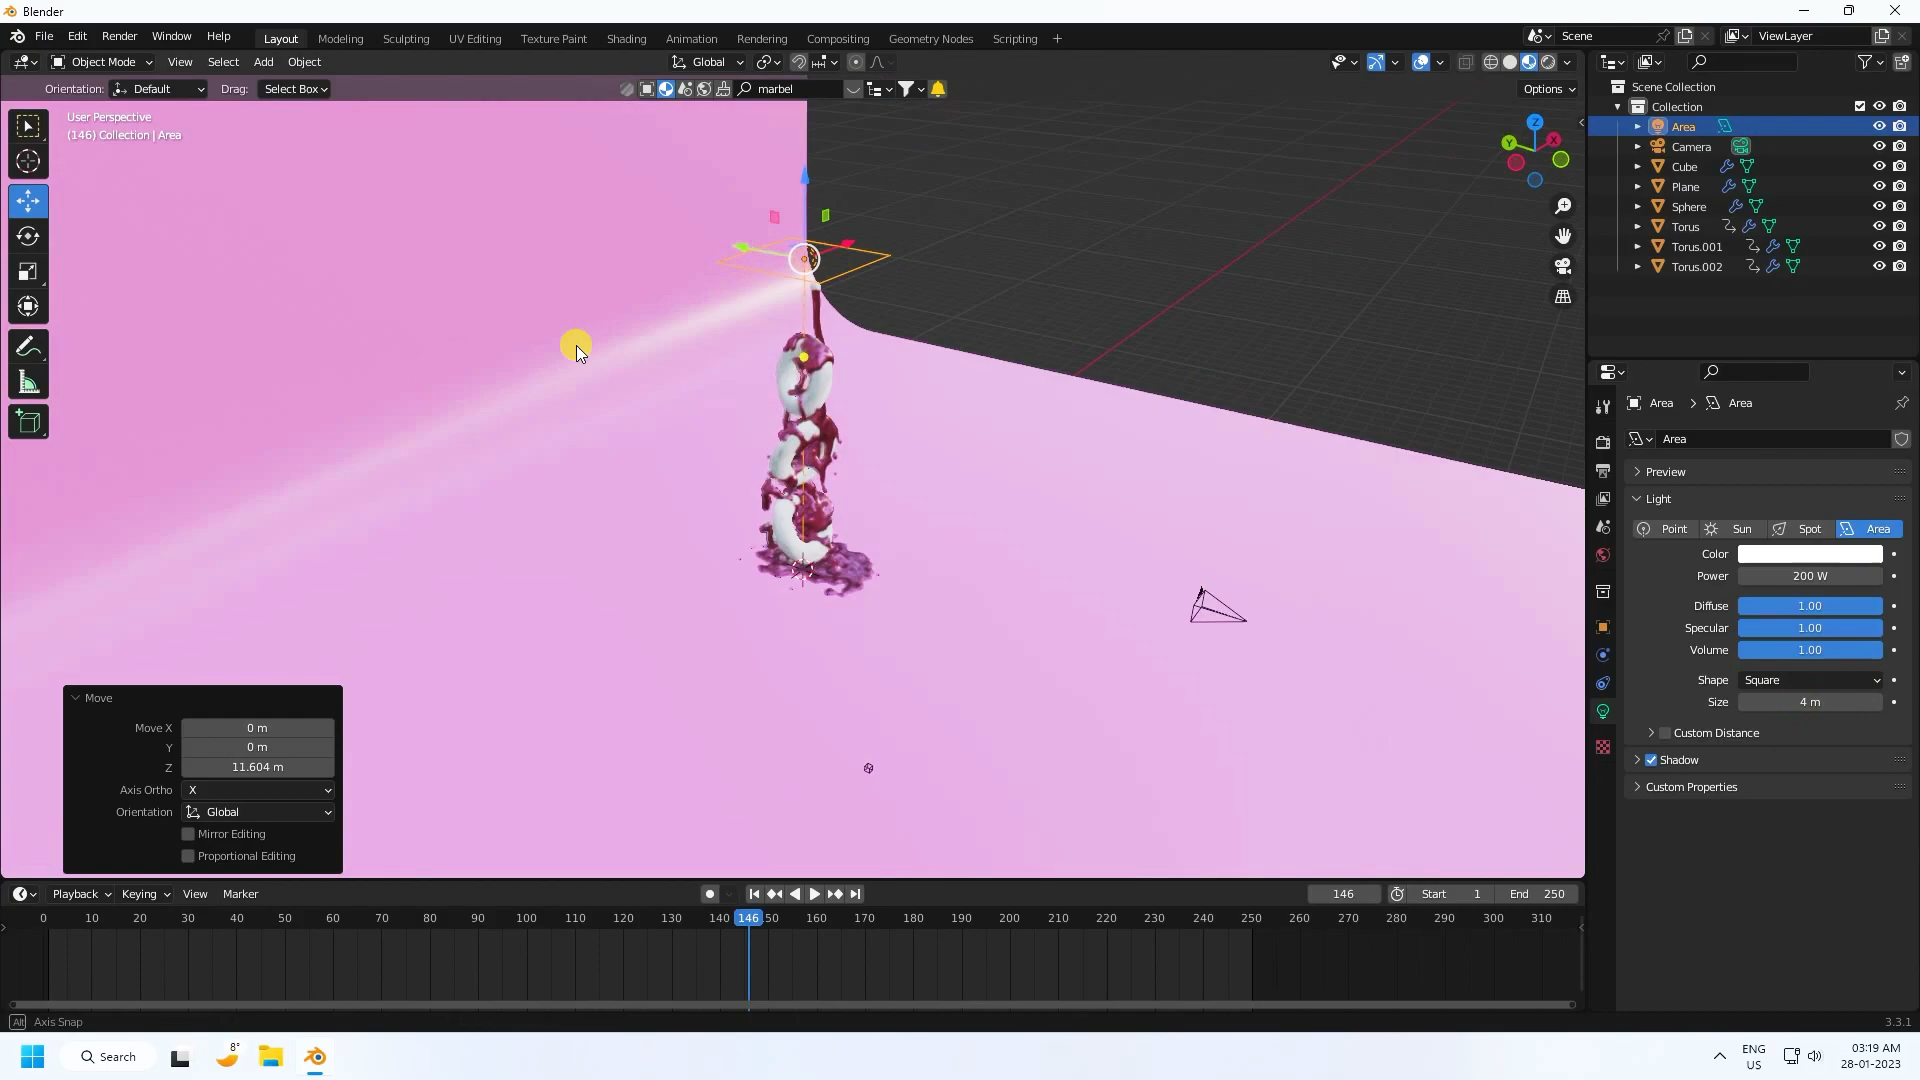 Blender
File Edit Render Window Help
Layout Modeling Sculpting UV Editing Texture Paint Shading Animation Rendering Compositing Geometry Nodes Scripting +
Scene
ViewLayer
Object Mode View Select Add Object
Global
Orientation: Default Drag: Select Box
marbel
Options
User Perspective
(146) Collection | Area
Z
Y
X
Scene Collection
Collection
Area
Camera
Cube
Plane
Sphere
Torus
Torus.001
Torus.002
Area > Area
Area
Preview
Light
Point Sun Spot Area
Color
Power 200 W
Diffuse 1.00
Specular 1.00
Volume 1.00
Shape Square
Size 4 m
Custom Distance
Shadow
Custom Properties
Move
Move X 0 m
Y 0 m
Z 11.604 m
Axis Ortho X
Orientation Global
Mirror Editing
Proportional Editing
Playback Keying View Marker
146 Start 1 End 250
0 10 20 30 40 50 60 70 80 90 100 110 120 130 140 146 50 160 170 180 190 200 210 220 230 240 250 260 270 280 290 300 310
Alt Axis Snap
3.3.1
Search
8°
ENG
US
03:19 AM
28-01-2023